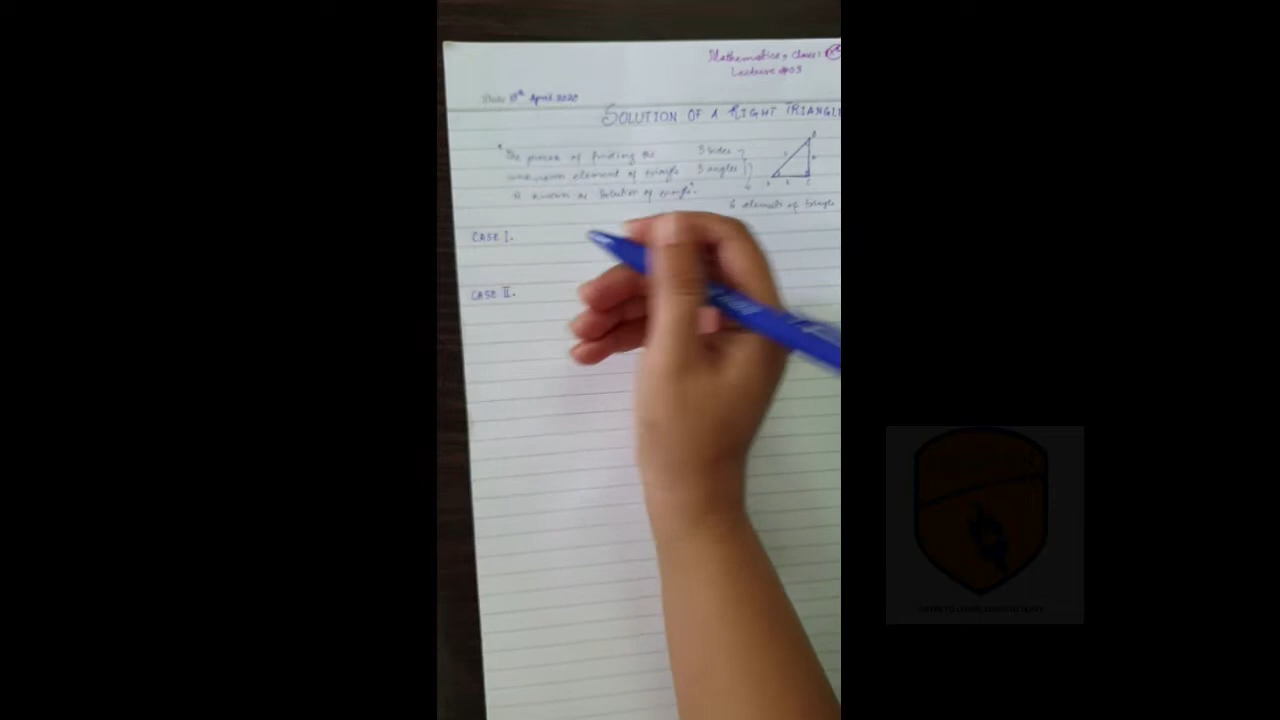 Mathematics, Class:
Lecture #03
Date: April 2020
SOLUTION OF A RIGHT TRIANGLE
"The process of finding the
unknown element of triangle
is known as Solution of triangle".
3 sides
3 angles
6 elements of triangle
CASE I.
CASE II.